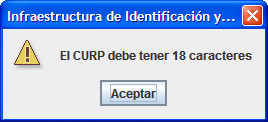 Infraestructura de Identificación y...
El CURP debe tener 18 caracteres
Aceptar